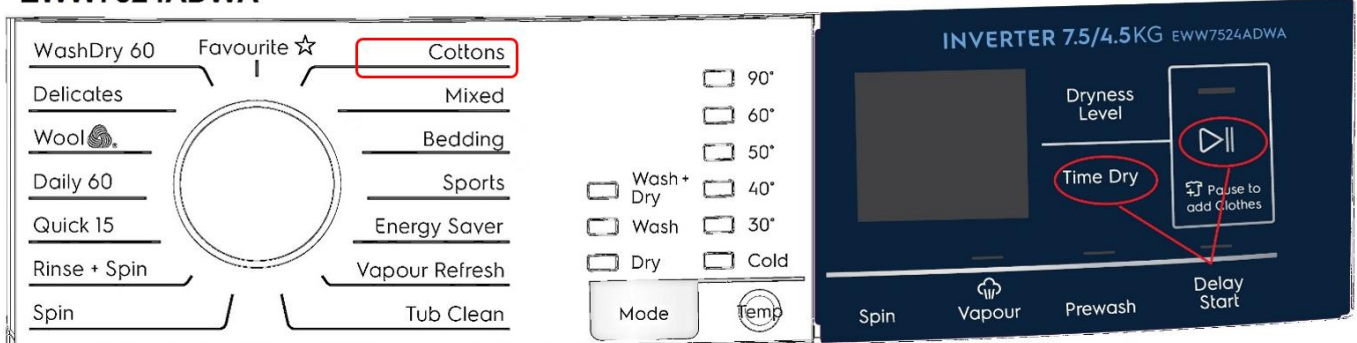 EWW7524ADWA
WashDry 60
Favourite ☆
Cottons
Delicates
Mixed
Wool
Bedding
Daily 60
Sports
Quick 15
Energy Saver
Rinse + Spin
Vapour Refresh
Spin
Tub Clean
90°
60°
50°
Wash +
Dry
40°
Wash
30°
Dry
Cold
Mode
Temp
INVERTER 7.5/4.5KG EWW7524ADWA
Dryness
Level
Time Dry
Pause to
add Clothes
Spin
Vapour
Prewash
Delay
Start